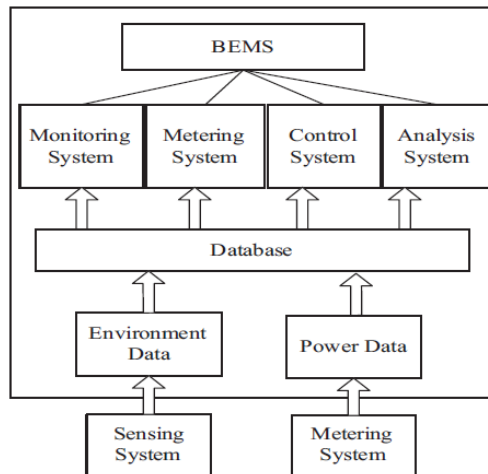 BEMS
Monitoring
System
Metering
System
Control
System
Analysis
System
Database
Environment
Data
Power Data
Sensing
System
Metering
System